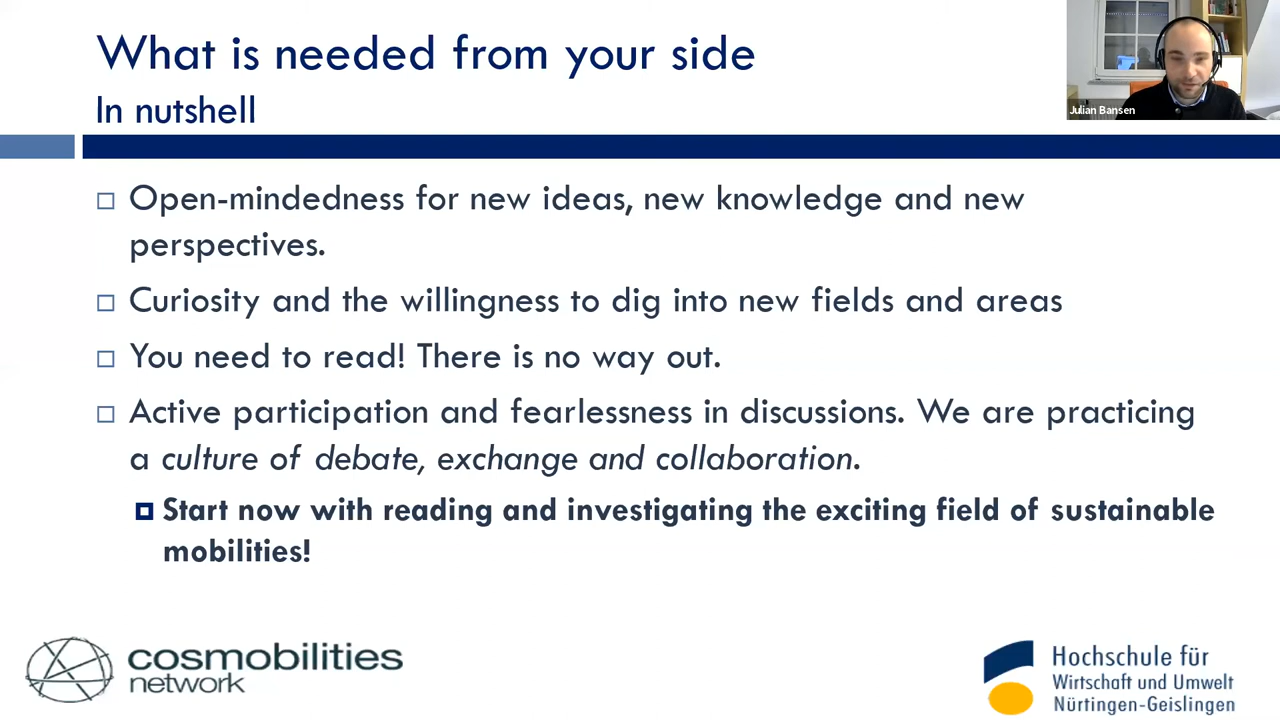 What is needed from your side
In nutshell
Julian Bansen
Open-mindedness for new ideas, new knowledge and new
perspectives.
Curiosity and the willingness to dig into new fields and areas
You need to read! There is no way out.
Active participation and fearlessness in discussions. We are practicing
a culture of debate, exchange and collaboration.
Start now with reading and investigating the exciting field of sustainable
mobilities!
cosmobilities
network
Hochschule für
Wirtschaft und Umwelt
Nürtingen-Geislingen